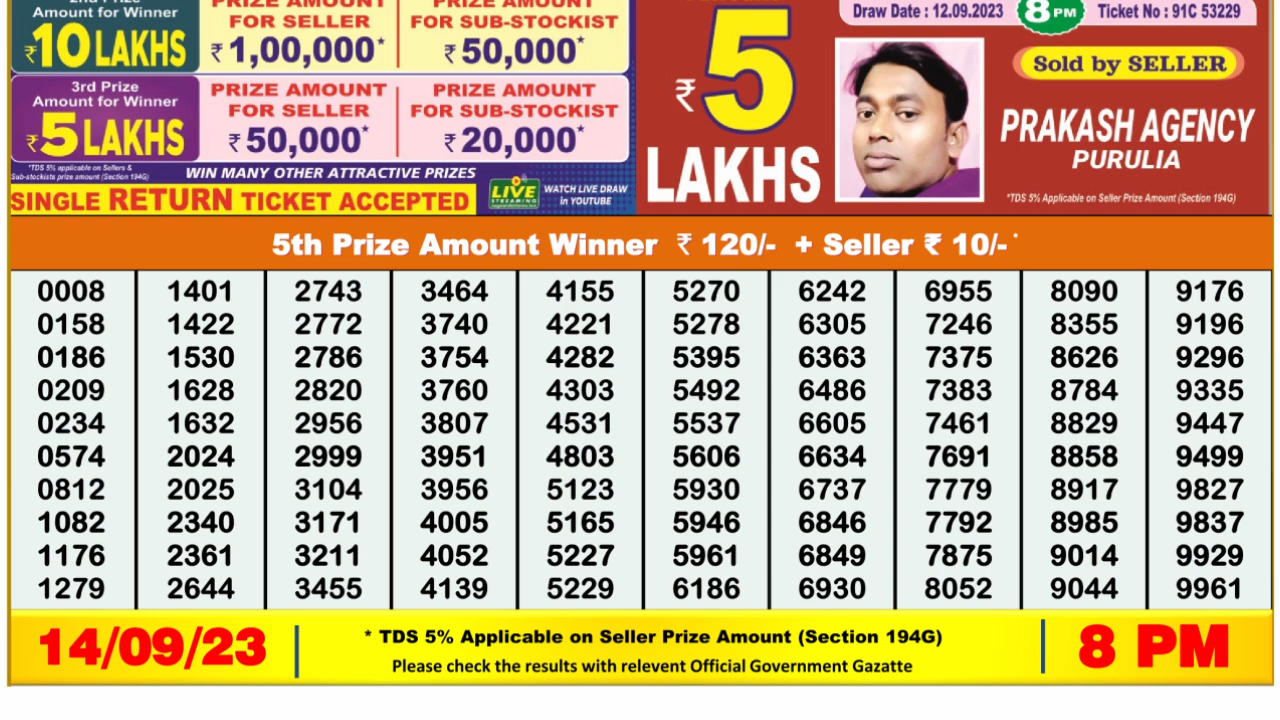 2nd Prize
Amount for Winner
₹10 LAKHS
PRIZE AMOUNT
FOR SELLER
₹ 1,00,000*
PRIZE AMOUNT
FOR SUB-STOCKIST
₹ 50,000*
3rd Prize
Amount for Winner
₹5 LAKHS
PRIZE AMOUNT
FOR SELLER
₹ 50,000*
PRIZE AMOUNT
FOR SUB-STOCKIST
₹ 20,000*
*TDS 5% applicable on Sellers &
Sub-stockists prize amount (Section 194G)
WIN MANY OTHER ATTRACTIVE PRIZES
SINGLE RETURN TICKET ACCEPTED
LIVE
STREAMING
WATCH LIVE DRAW
in YOUTUBE
₹ 5
LAKHS
Draw Date : 12.09.2023 8 PM Ticket No : 91C 53229
Sold by SELLER
PRAKASH AGENCY
PURULIA
*TDS 5% Applicable on Seller Prize Amount (Section 194G)
5th Prize Amount Winner ₹ 120/- + Seller ₹ 10/-*
0008 1401 2743 3464 4155 5270 6242 6955 8090 9176
0158 1422 2772 3740 4221 5278 6305 7246 8355 9196
0186 1530 2786 3754 4282 5395 6363 7375 8626 9296
0209 1628 2820 3760 4303 5492 6486 7383 8784 9335
0234 1632 2956 3807 4531 5537 6605 7461 8829 9447
0574 2024 2999 3951 4803 5606 6634 7691 8858 9499
0812 2025 3104 3956 5123 5930 6737 7779 8917 9827
1082 2340 3171 4005 5165 5946 6846 7792 8985 9837
1176 2361 3211 4052 5227 5961 6849 7875 9014 9929
1279 2644 3455 4139 5229 6186 6930 8052 9044 9961
14/09/23
* TDS 5% Applicable on Seller Prize Amount (Section 194G)
Please check the results with relevent Official Government Gazatte
8 PM